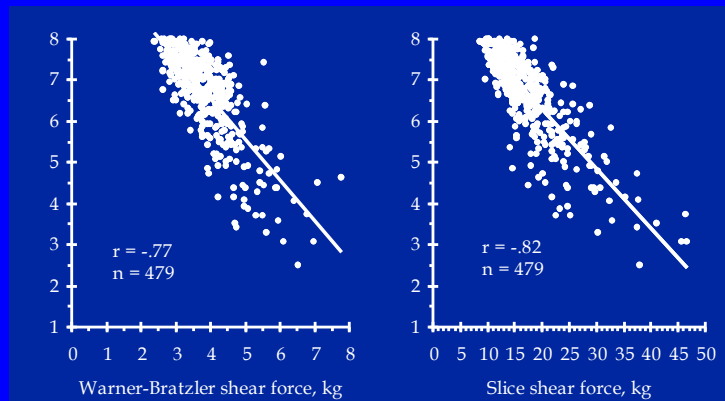 8
7
6
5
4
3
2
1
r = -.77
n = 479
0 1 2 3 4 5 6 7 8
Warner-Bratzler shear force, kg
8
7
6
5
4
3
2
1
r = -.82
n = 479
0 5 10 15 20 25 30 35 40 45 50
Slice shear force, kg